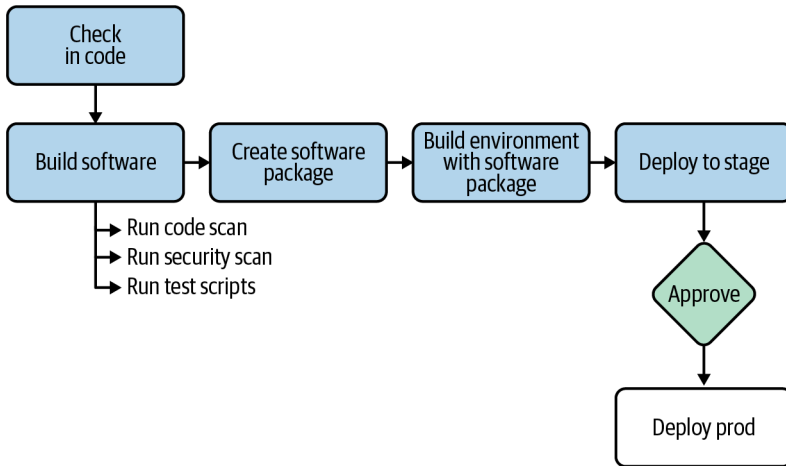 Check
in code
Build software
Create software
package
Build environment
with software
package
Deploy to stage
Run code scan
Run security scan
Run test scripts
Approve
Deploy prod